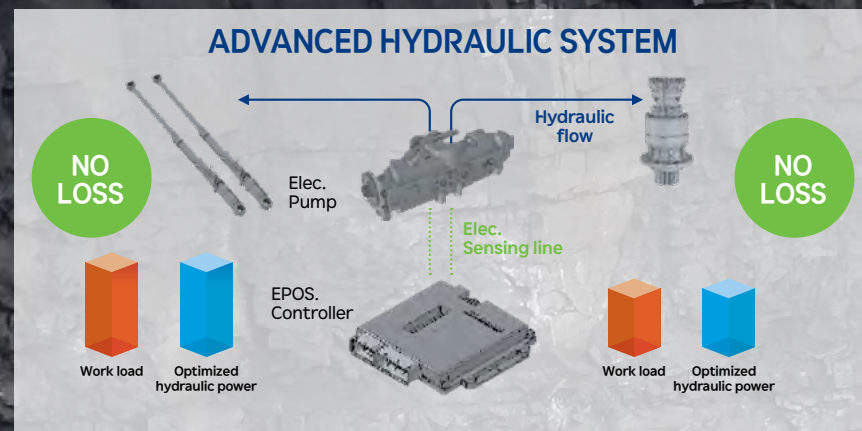 ADVANCED HYDRAULIC SYSTEM
Hydraulic
flow
NO
LOSS
NO
LOSS
Elec.
Pump
Elec.
Sensing line
EPOS.
Controller
Work load
Optimized
hydraulic power
Work load
Optimized
hydraulic power